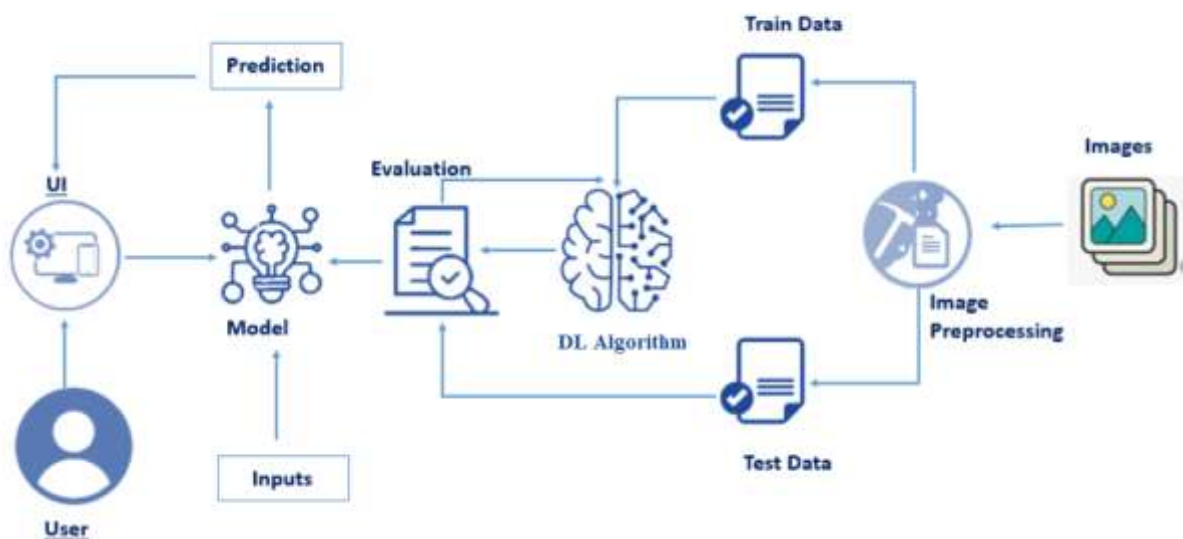 Train Data
Prediction
Images
Evaluation
UI
Image
Preprocessing
Model
DL Algorithm
Inputs
Test Data
User